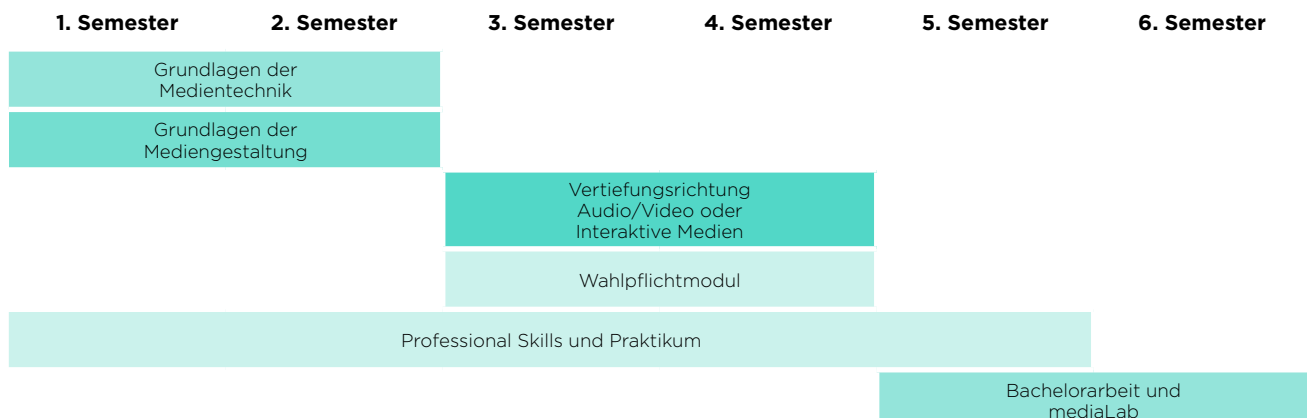 1. Semester 2. Semester 3. Semester 4. Semester 5. Semester 6. Semester
Grundlagen der
Medientechnik
Grundlagen der
Mediengestaltung
Vertiefungsrichtung
Audio/Video oder
Interaktive Medien
Wahlpflichtmodul
Professional Skills und Praktikum
Bachelorarbeit und
mediaLab